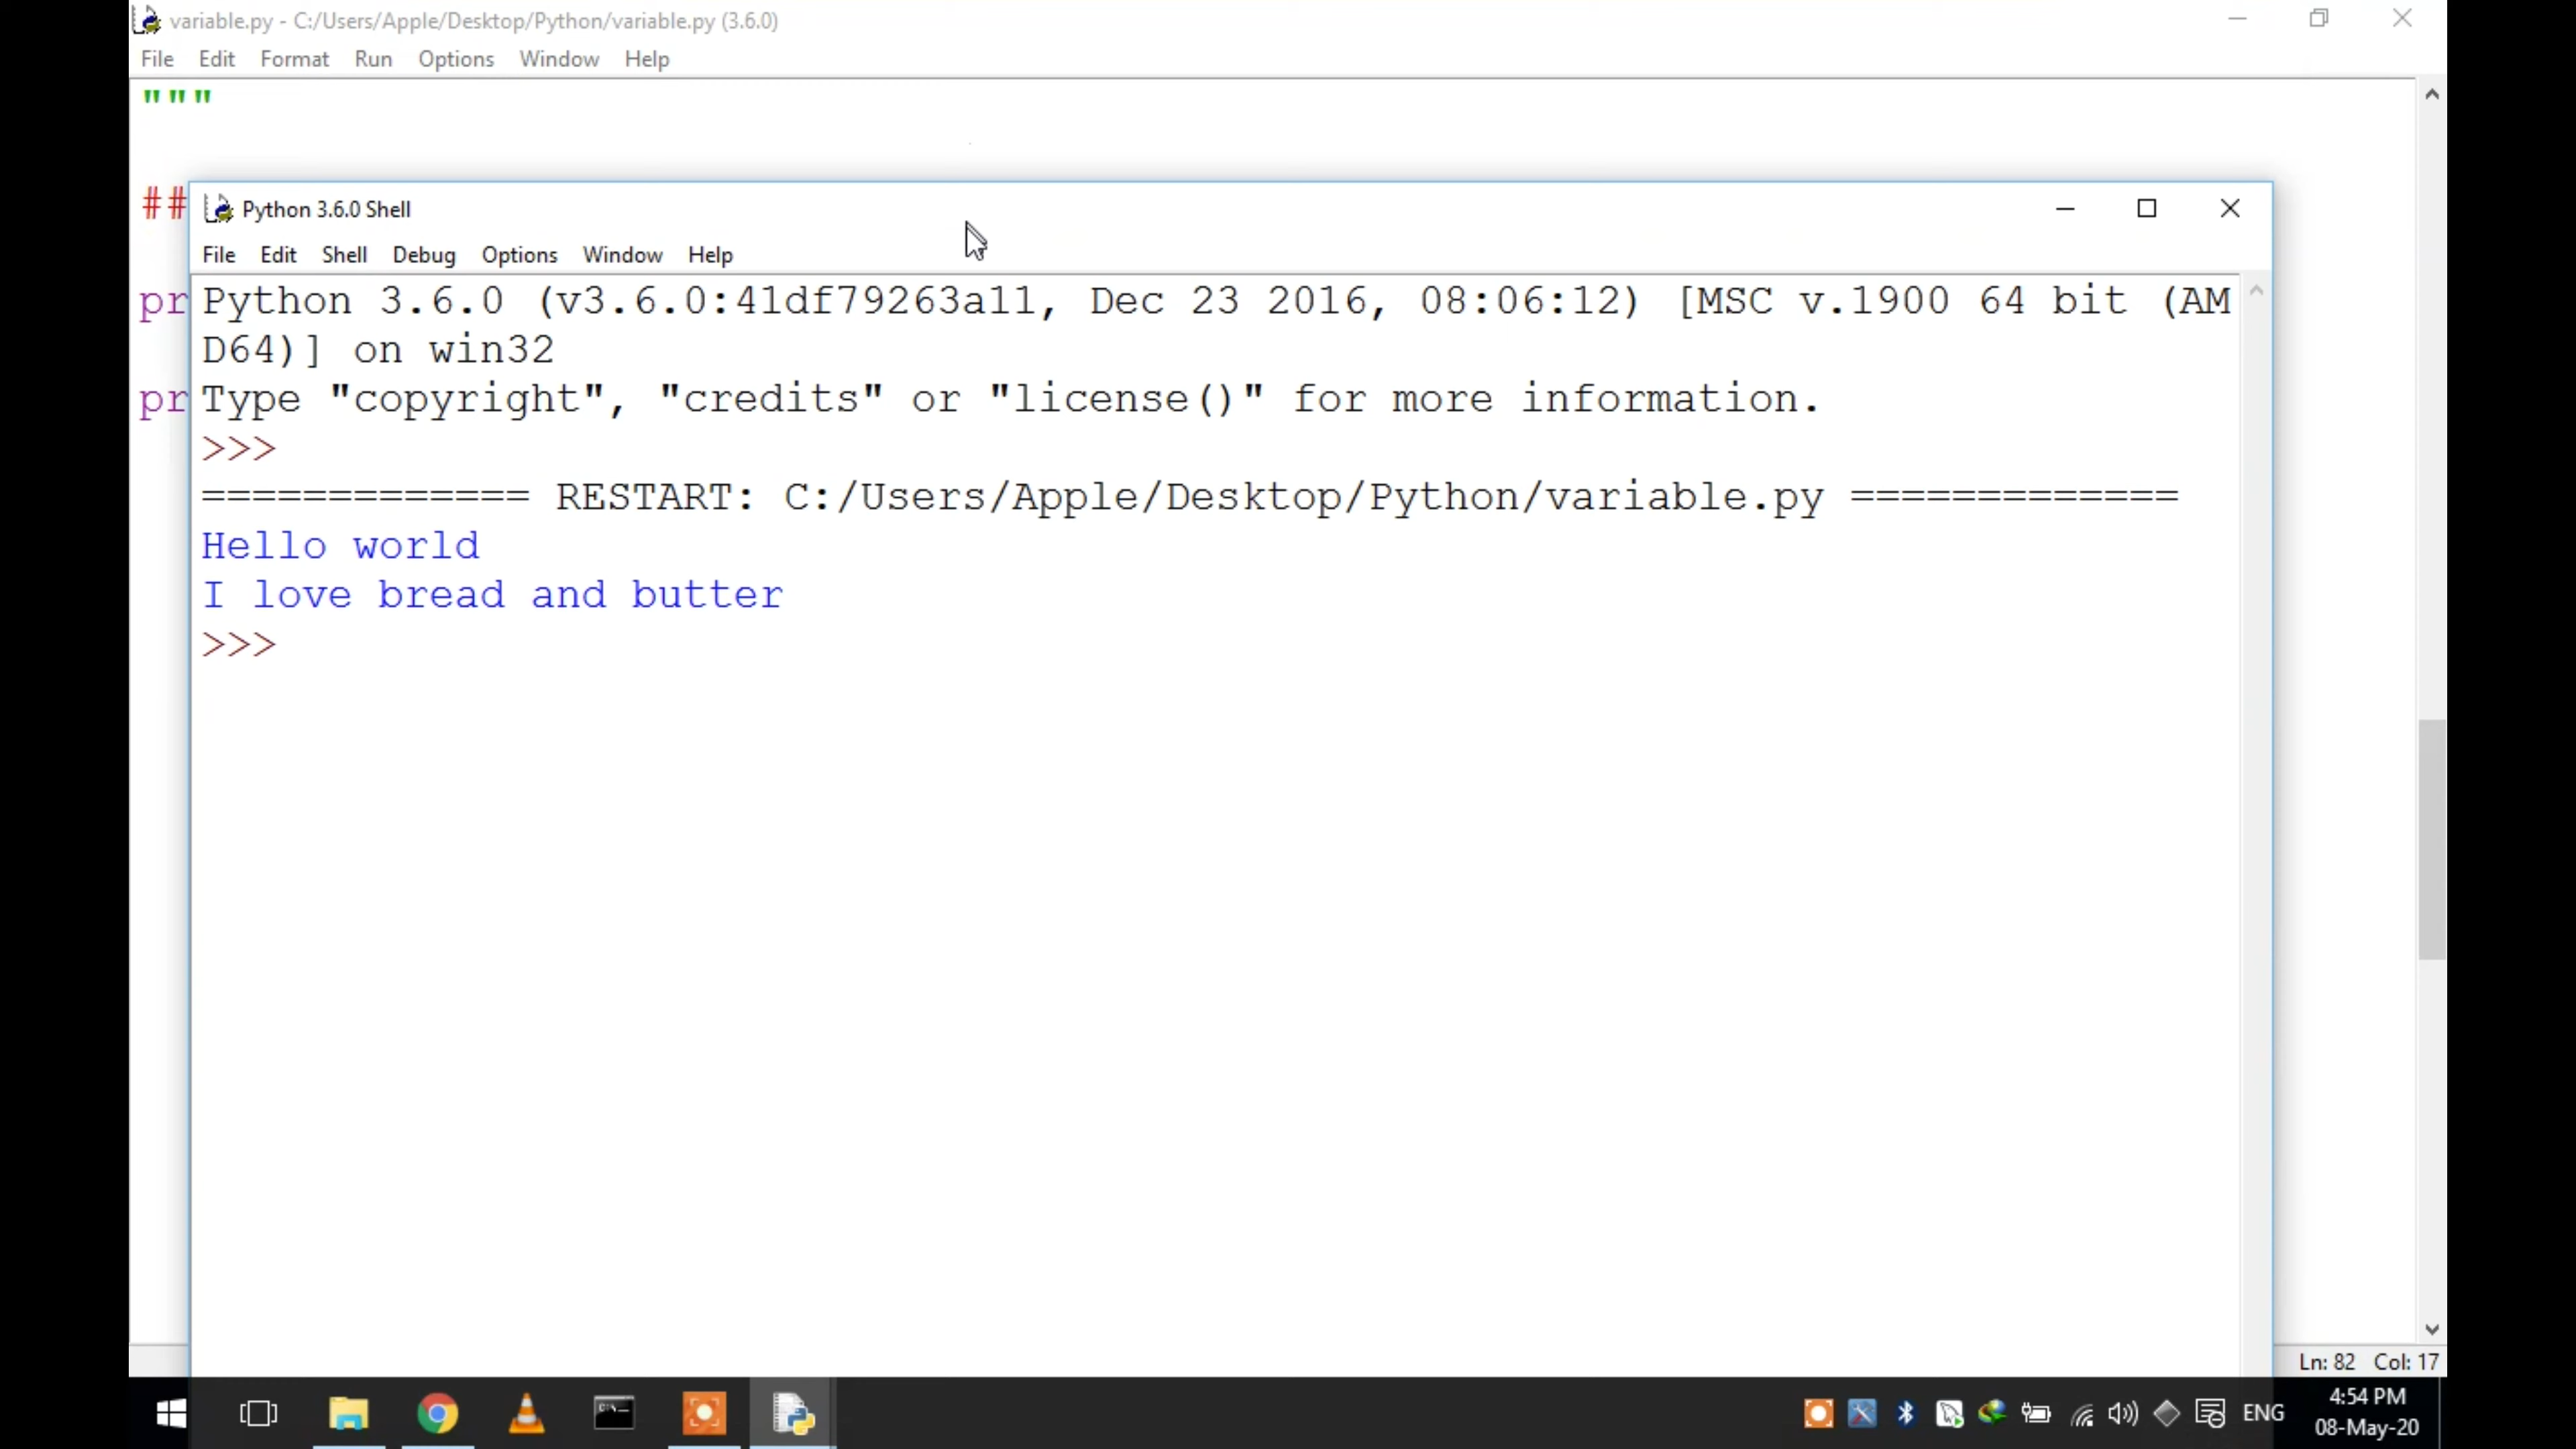 variable.py - C:/Users/Apple/Desktop/Python/variable.py (3.6.0)
File Edit Format Run Options Window Help
"""
##
Python 3.6.0 Shell
File Edit Shell Debug Options Window Help
pr
Python 3.6.0 (v3.6.0:41df79263a11, Dec 23 2016, 08:06:12) [MSC v.1900 64 bit (AM
D64)] on win32
pr
Type "copyright", "credits" or "license()" for more information.
>>>
============= RESTART: C:/Users/Apple/Desktop/Python/variable.py =============
Hello world
I love bread and butter
>>>
Ln: 82 Col: 17
ENG
4:54 PM
08-May-20